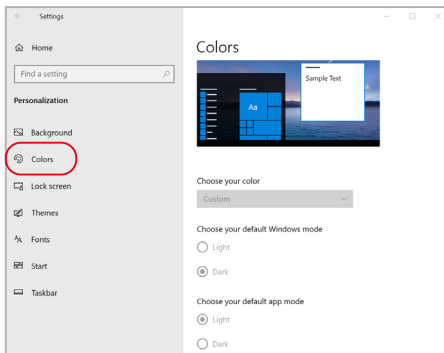 Settings
Home
Find a setting
Personalization
Background
Colors
Lock screen
Themes
Fonts
Start
Taskbar
Colors
Sample Text
Aa
Choose your color
Custom
Choose your default Windows mode
Light
Dark
Choose your default app mode
Light
Dark